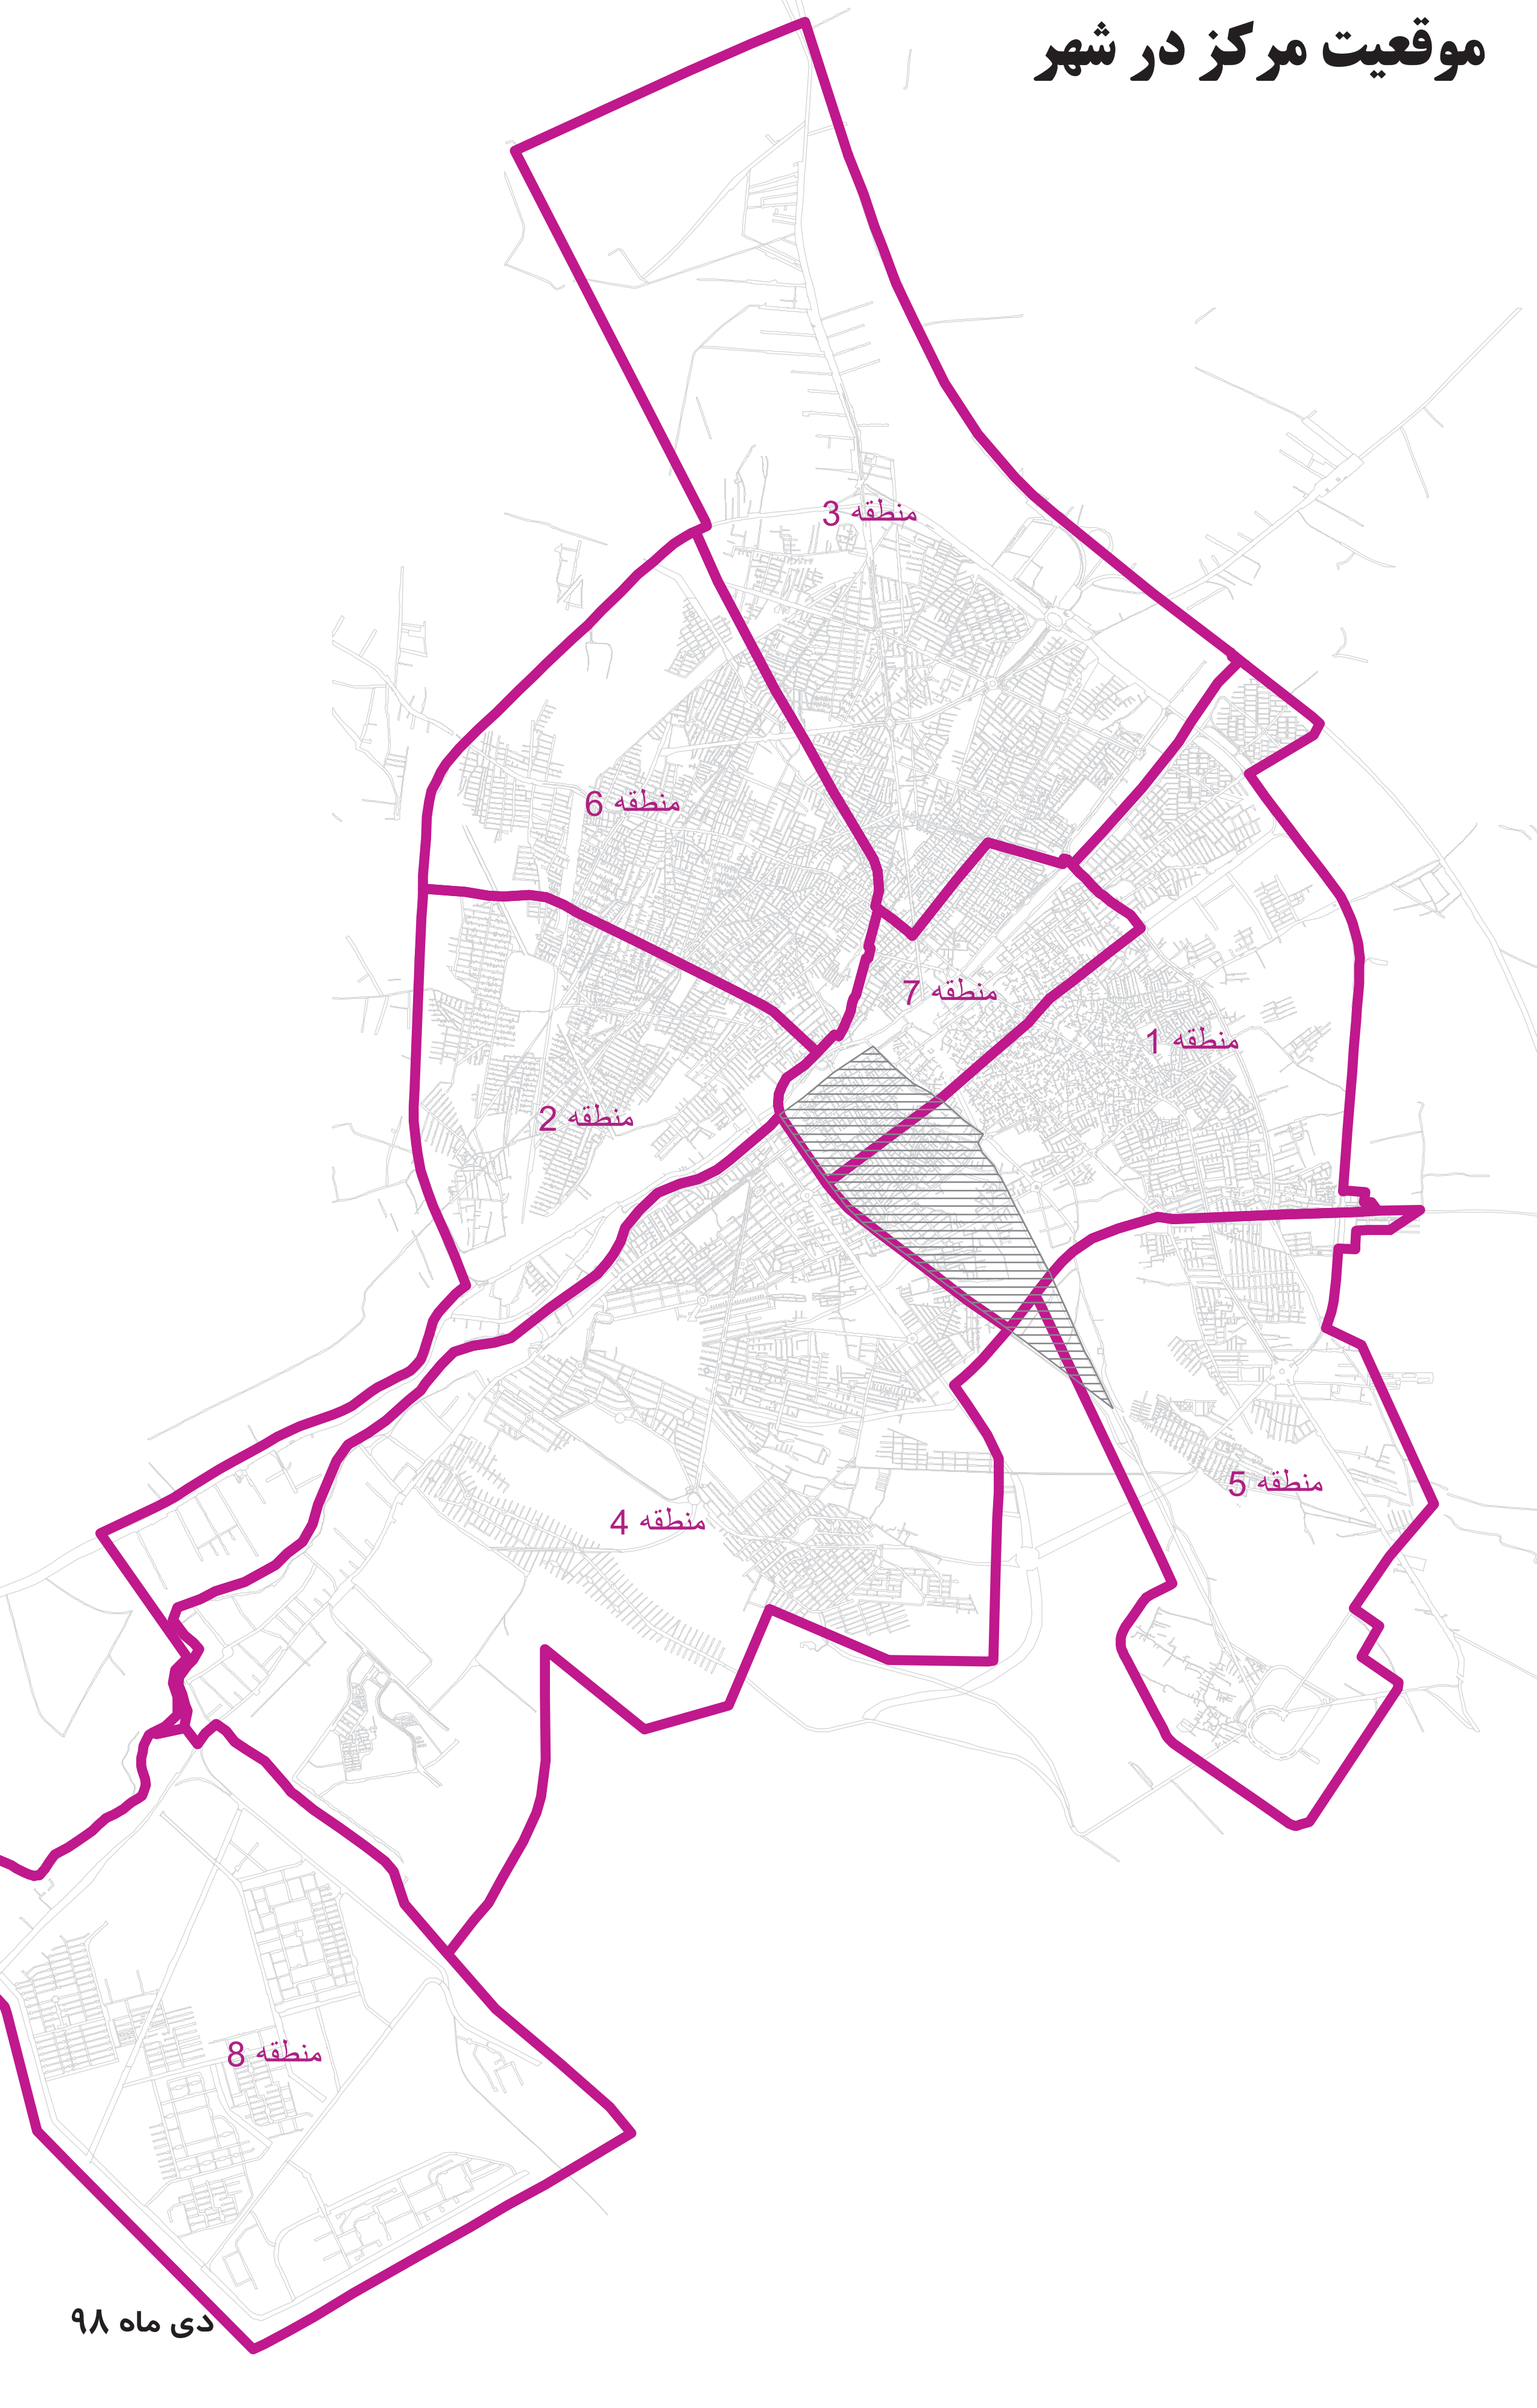 موقعیت مرکز در شهر
منطقه 3
منطقه 6
منطقه 7
منطقه 1
منطقه 2
منطقه 5
منطقه 4
منطقه 8
دی ماه ۹۸